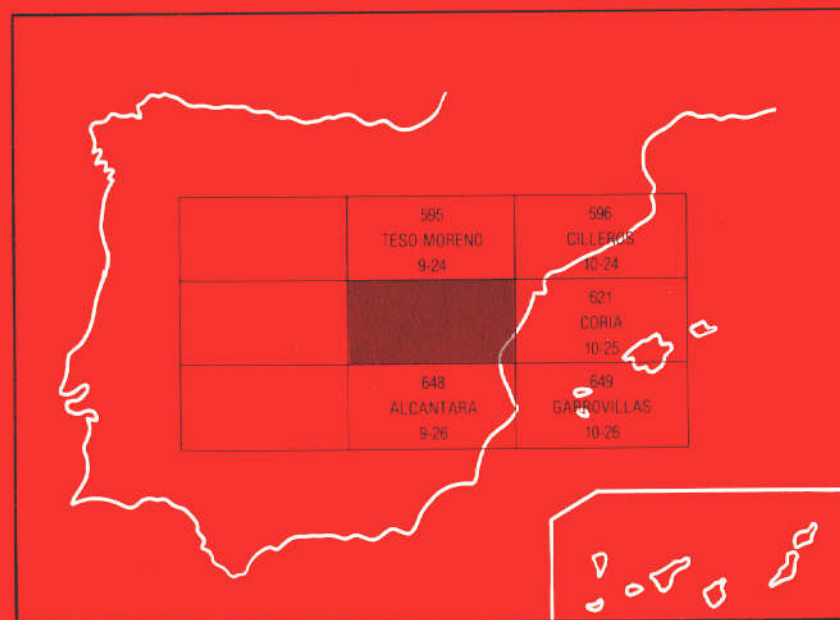 595
TESO MORENO
9-24
596
CILLEROS
10-24
621
CORIA
10-25
648
ALCANTARA
9-26
649
GARROVILLAS
10-26